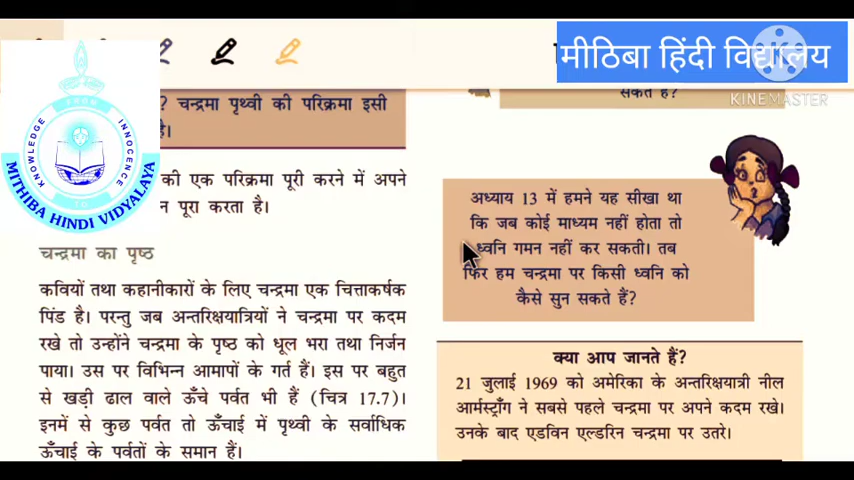 मीठिबा हिंदी विद्यालय
KINEMASTER
KNOW
KNOWLEDGE
INNOCENCE
TO
MITHIBA HINDI VIDYALAYA
? चन्द्रमा पृथ्वी की परिक्रमा इसी
है।
की एक परिक्रमा पूरी करने में अपने
न पूरा करता है।
चन्द्रमा का पृष्ठ
कवियों तथा कहानीकारों के लिए चन्द्रमा एक चित्ताकर्षक
पिंड है। परन्तु जब अन्तरिक्षयात्रियों ने चन्द्रमा पर कदम
रखे तो उन्होंने चन्द्रमा के पृष्ठ को धूल भरा तथा निर्जन
पाया। उस पर विभिन्न आमापों के गर्त हैं। इस पर बहुत
से खड़ी ढाल वाले ऊँचे पर्वत भी हैं (चित्र 17.7)।
इनमें से कुछ पर्वत तो ऊँचाई में पृथ्वी के सर्वाधिक
ऊँचाई के पर्वतों के समान हैं।
सकते हैं?
अध्याय 13 में हमने यह सीखा था
कि जब कोई माध्यम नहीं होता तो
ध्वनि गमन नहीं कर सकती। तब
फिर हम चन्द्रमा पर किसी ध्वनि को
कैसे सुन सकते हैं?
क्या आप जानते हैं?
21 जुलाई 1969 को अमेरिका के अन्तरिक्षयात्री नील
आर्मस्ट्राँग ने सबसे पहले चन्द्रमा पर अपने कदम रखे।
उनके बाद एडविन एल्डरिन चन्द्रमा पर उतरे।